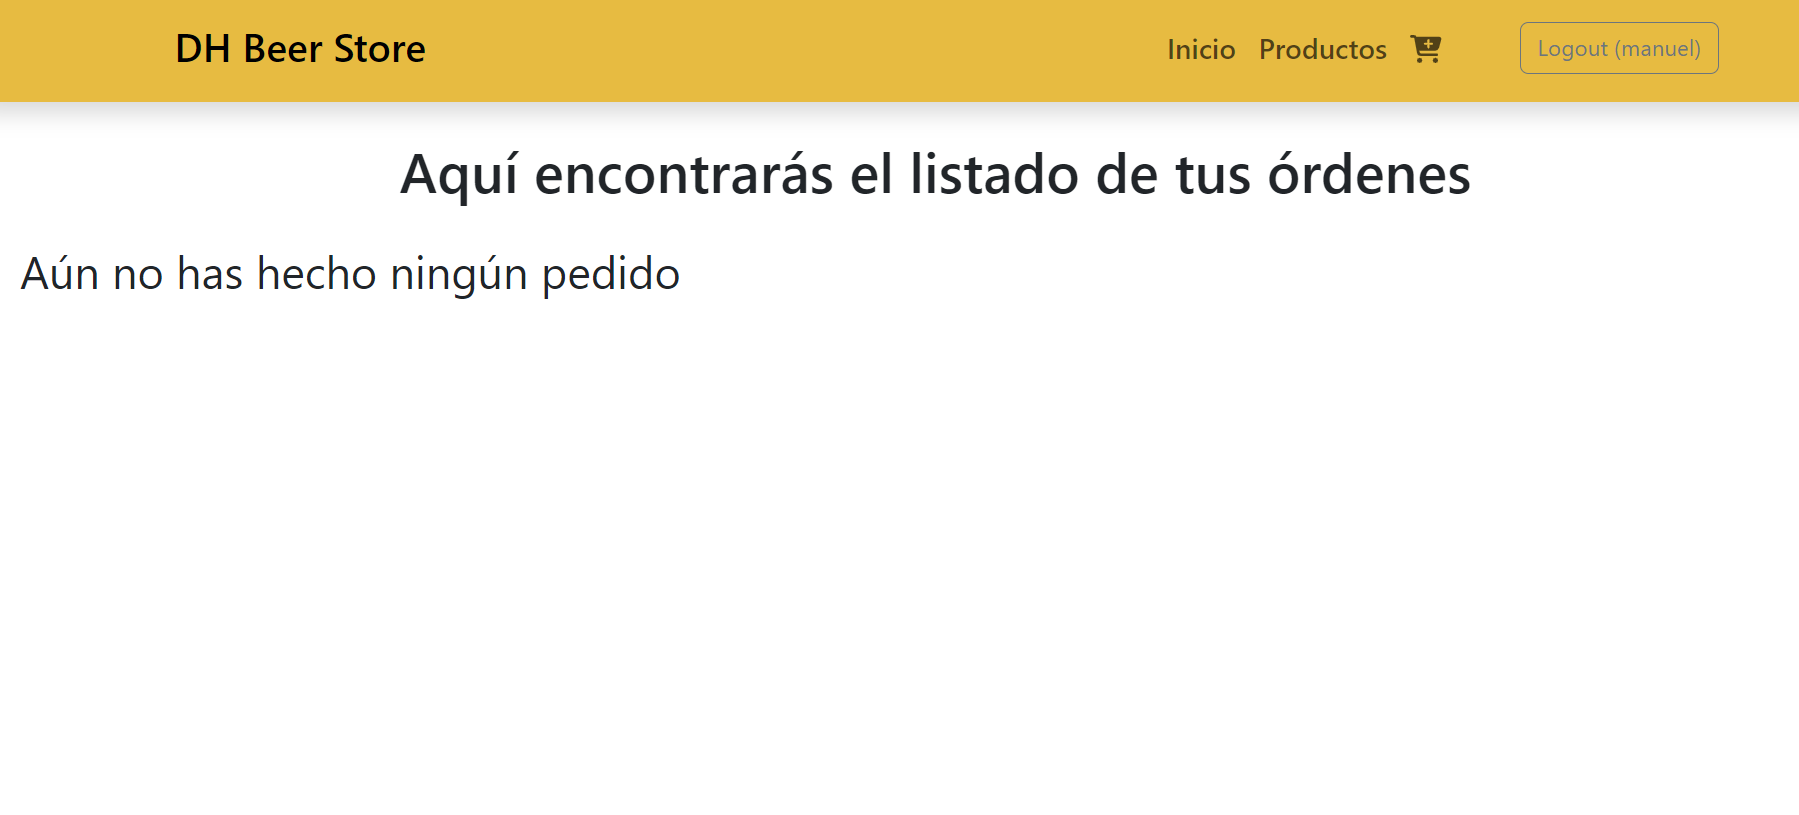 DH Beer Store
Inicio Productos
Logout (manuel)
Aquí encontrarás el listado de tus órdenes
Aún no has hecho ningún pedido